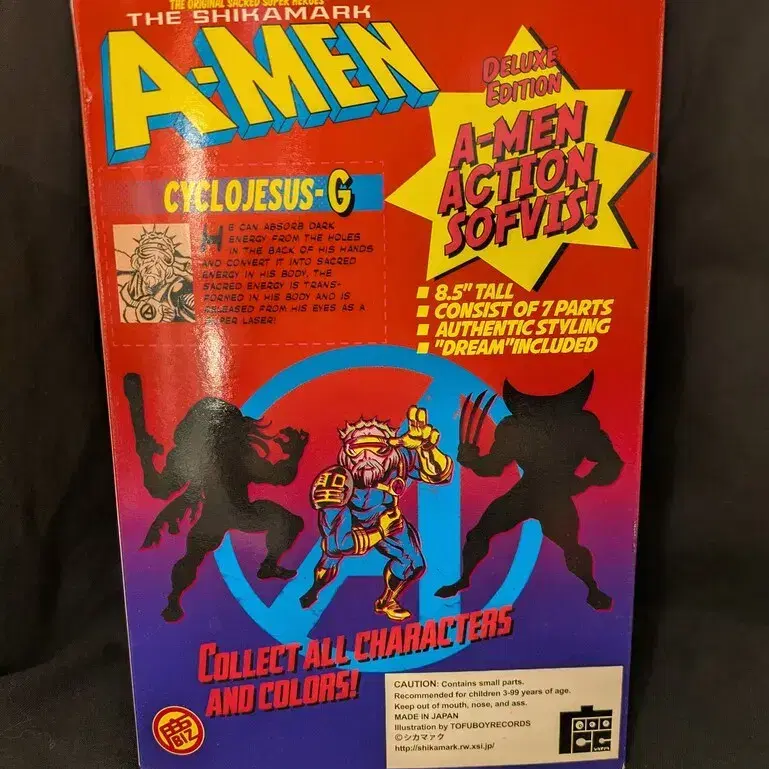 THE ORIGINAL SACRED SUPER HEROES
THE SHIKAMARK
A-MEN
DELUXE
EDITION
A-MEN
ACTION
SOFVIS!
CYCLOJESUS-G
HE CAN ABSORB DARK
ENERGY FROM THE HOLES
IN THE BACK OF HIS HANDS
AND CONVERT IT INTO SACRED
ENERGY IN HIS BODY, THE
SACRED ENERGY IS TRANS-
FORMED IN HIS BODY AND IS
RELEASED FROM HIS EYES AS A
SUPER LASER!
8.5" TALL
CONSIST OF 7 PARTS
AUTHENTIC STYLING
"DREAM"INCLUDED
COLLECT ALL CHARACTERS
AND COLORS!
BIZ
CAUTION: Contains small parts.
Recommended for children 3-99 years of age.
Keep out of mouth, nose, and ass.
MADE IN JAPAN
Illustration by TOFUBOYRECORDS
©シカマァク
http://shikamark.rw.xsi.jp/